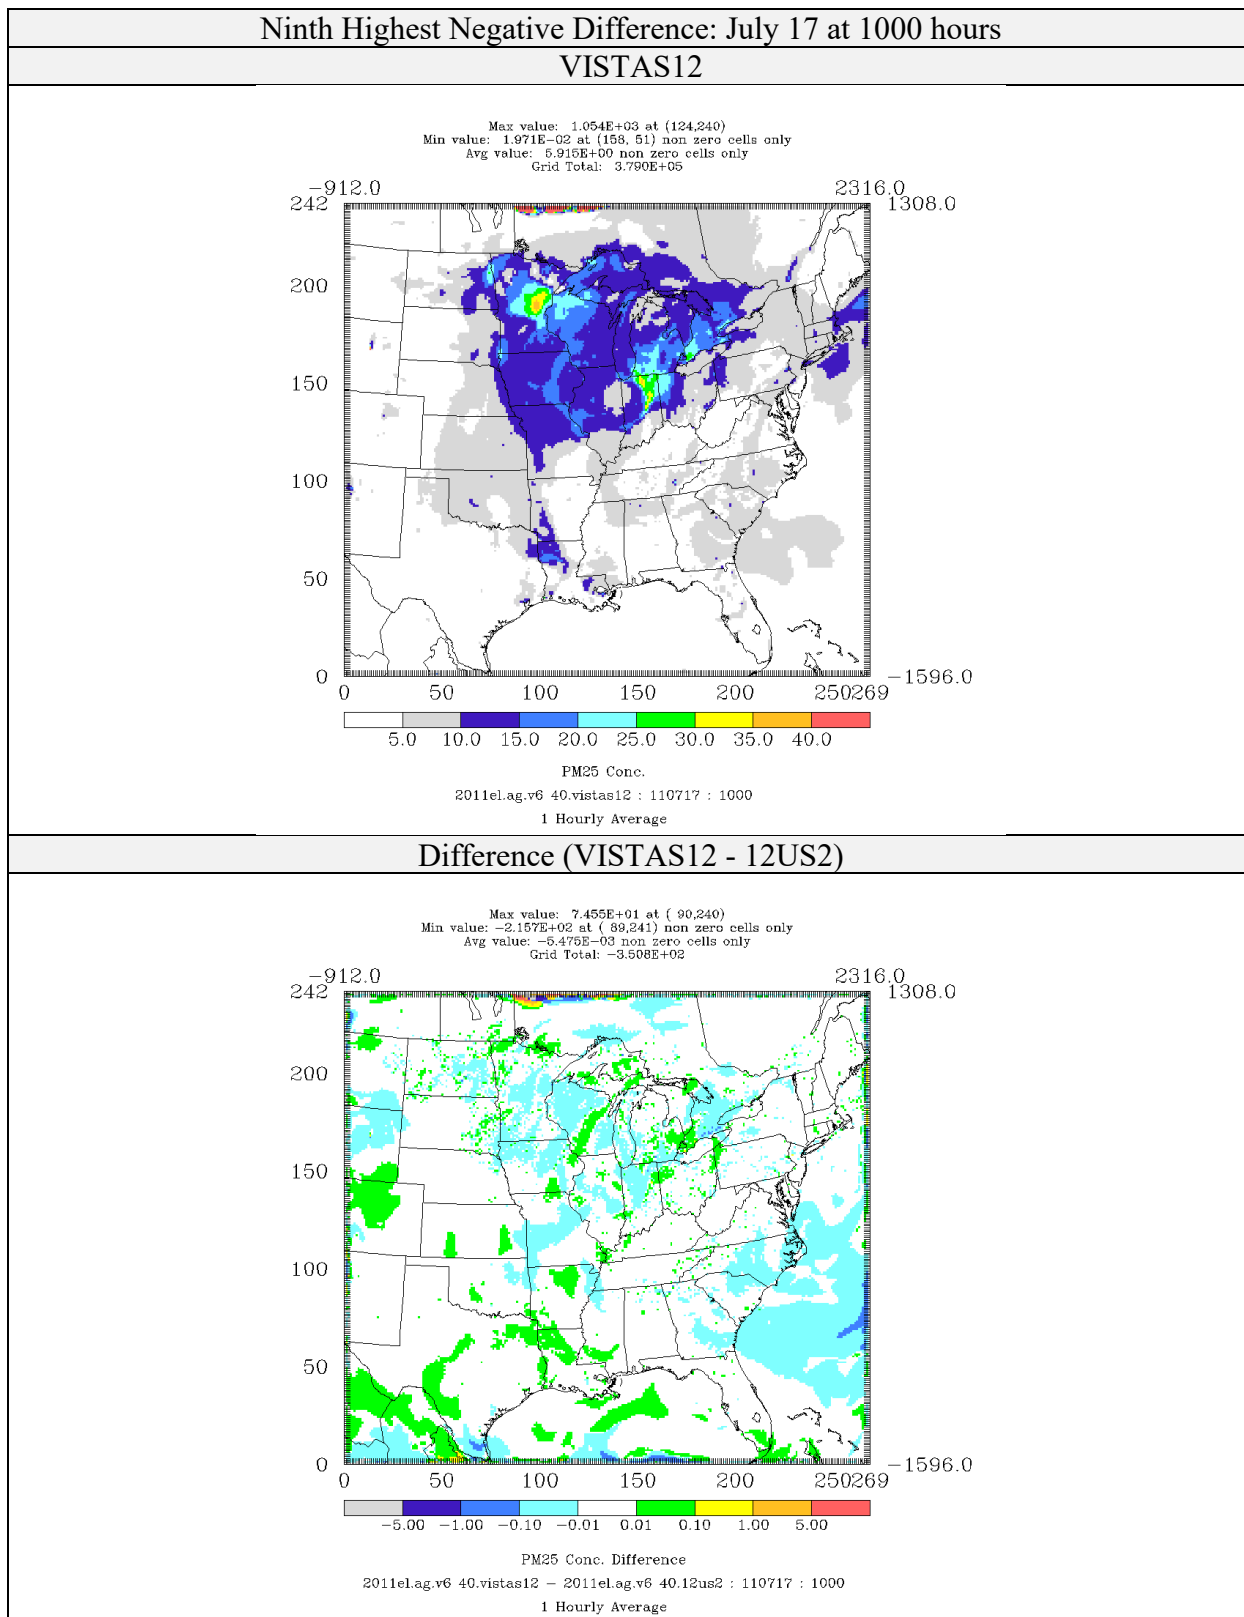 Ninth Highest Negative Difference: July 17 at 1000 hours
VISTAS12
Max value: 1.054E+03 at (124,240)
Min value: 1.971E-02 at (158, 51) non zero cells only
Avg value: 5.915E+00 non zero cells only
Grid Total: 3.790E+05
-912.0 2316.0
242 1308.0
200
150
100
50
0 -1596.0
0 50 100 150 200 250269
5.0 10.0 15.0 20.0 25.0 30.0 35.0 40.0
PM25 Conc.
2011el.ag.v6 40.vistas12 : 110717 : 1000
1 Hourly Average
Difference (VISTAS12 - 12US2)
Max value: 7.455E+01 at ( 90,240)
Min value: -2.157E+02 at ( 89,241) non zero cells only
Avg value: -5.475E-03 non zero cells only
Grid Total: -3.508E+02
-912.0 2316.0
242 1308.0
200
150
100
50
0 -1596.0
0 50 100 150 200 250269
-5.00 -1.00 -0.10 -0.01 0.01 0.10 1.00 5.00
PM25 Conc. Difference
2011el.ag.v6 40.vistas12 - 2011el.ag.v6 40.12us2 : 110717 : 1000
1 Hourly Average